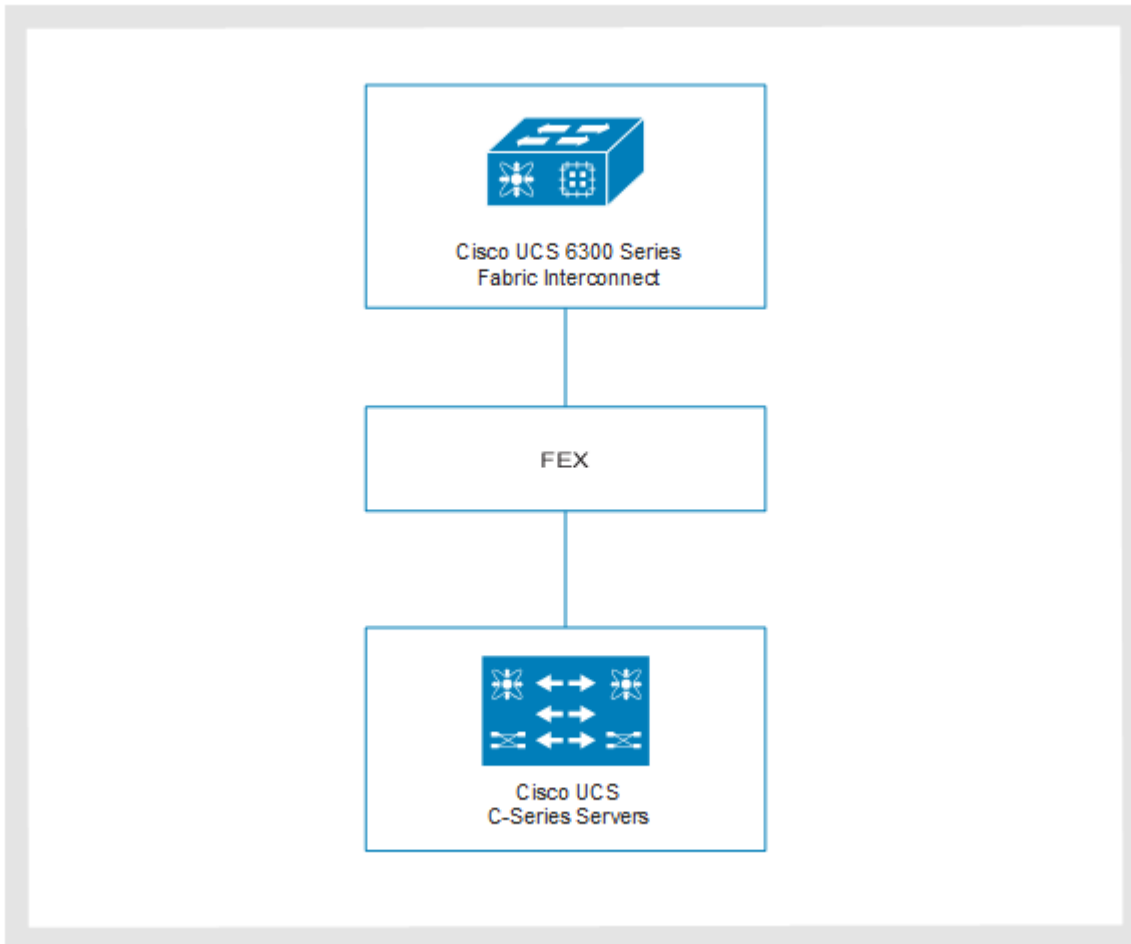 Cisco UCS 6300 Series
Fabric Interconnect
FEX
Cisco UCS
C-Series Servers